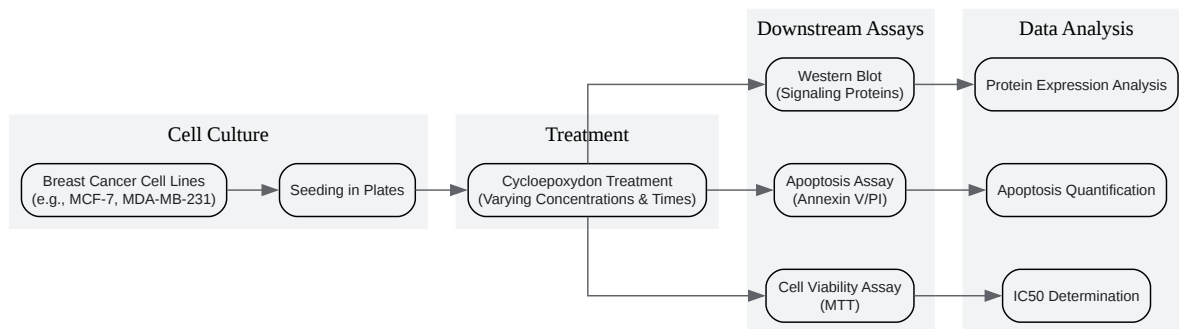 Cell Culture
Breast Cancer Cell Lines
(e.g., MCF-7, MDA-MB-231)
Seeding in Plates
Treatment
Cycloepoxydon Treatment
(Varying Concentrations & Times)
Downstream Assays
Western Blot
(Signaling Proteins)
Apoptosis Assay
(Annexin V/PI)
Cell Viability Assay
(MTT)
Data Analysis
Protein Expression Analysis
Apoptosis Quantification
IC50 Determination